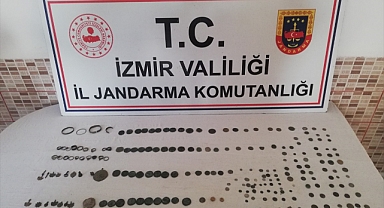 T.C.
İZMİR VALİLİĞİ
İL JANDARMA KOMUTANLIĞI